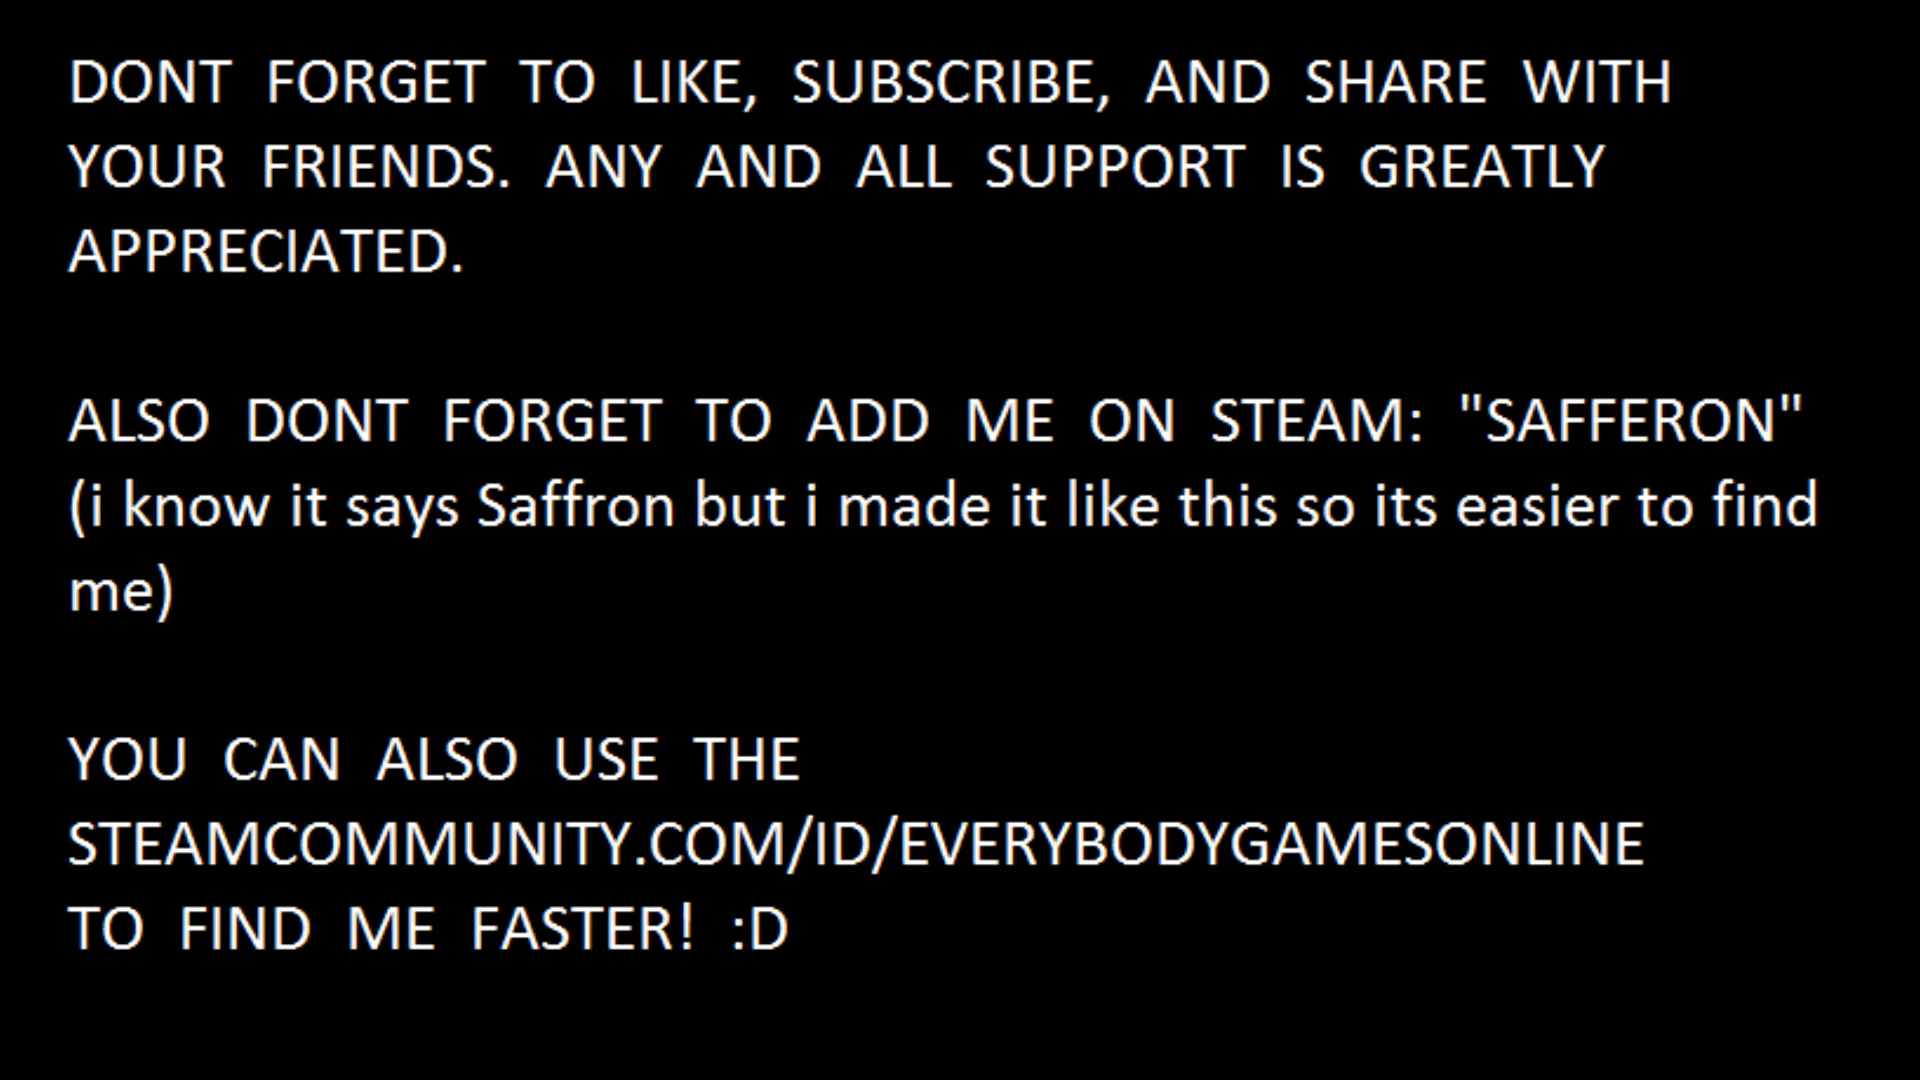 DONT FORGET TO LIKE, SUBSCRIBE, AND SHARE WITH
YOUR FRIENDS. ANY AND ALL SUPPORT IS GREATLY
APPRECIATED.
ALSO DONT FORGET TO ADD ME ON STEAM: "SAFFERON"
(i know it says Saffron but i made it like this so its easier to find
me)
YOU CAN ALSO USE THE
STEAMCOMMUNITY.COM/ID/EVERYBODYGAMESONLINE
TO FIND ME FASTER! :D